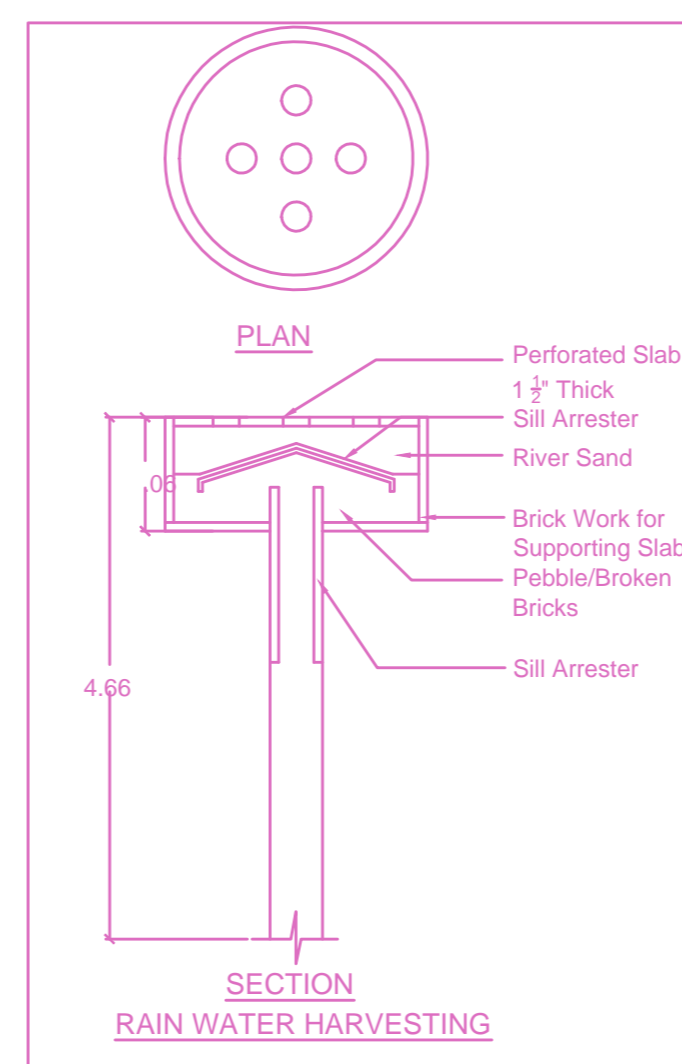 PLAN
Perforated Slab
1 1/2" Thick
Sill Arrester
River Sand
.06
Brick Work for
Supporting Slab
Pebble/Broken
Bricks
Sill Arrester
4.66
SECTION
RAIN WATER HARVESTING